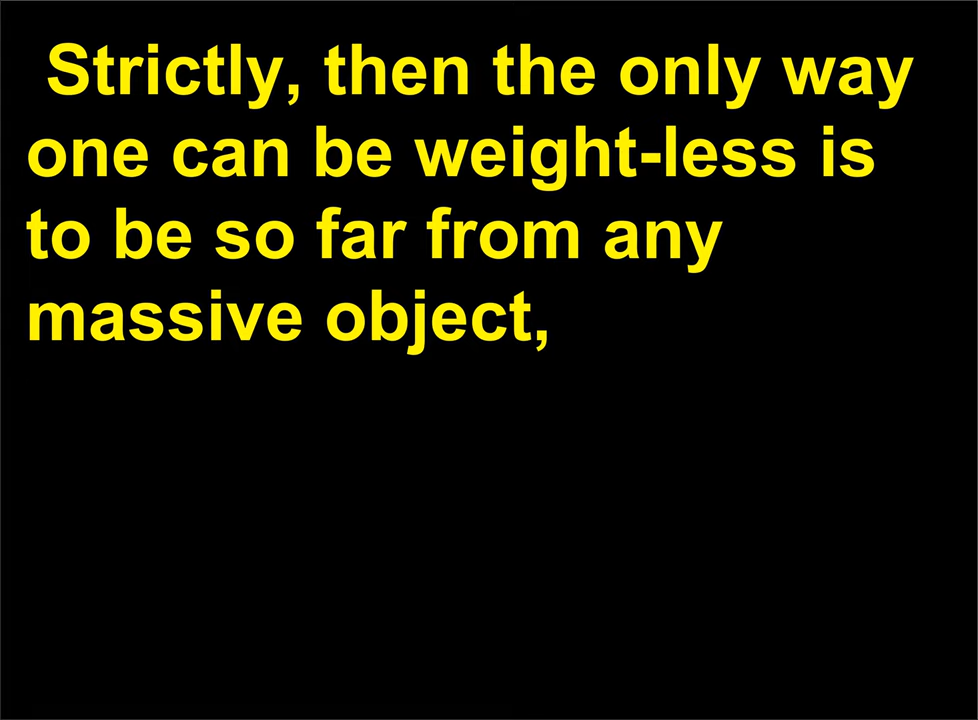 Strictly, then the only way
one can be weight-less is
to be so far from any
massive object,